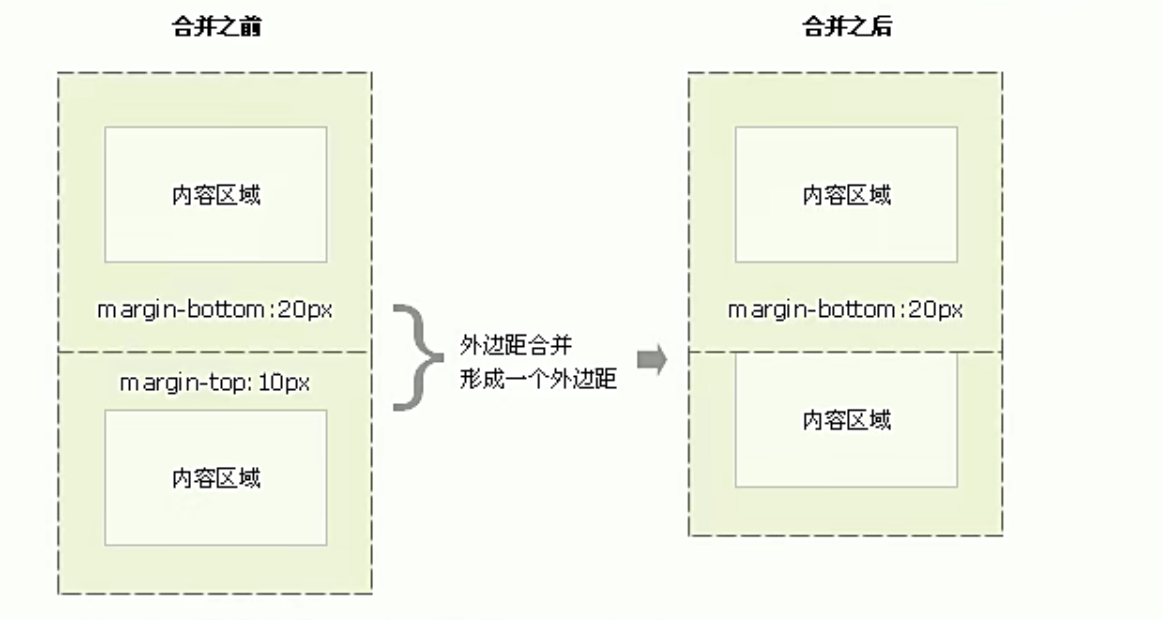 合并之前
合并之后
内容区域
margin-bottom:20px
margin-top:10px
内容区域
外边距合并
形成一个外边距
内容区域
margin-bottom:20px
内容区域